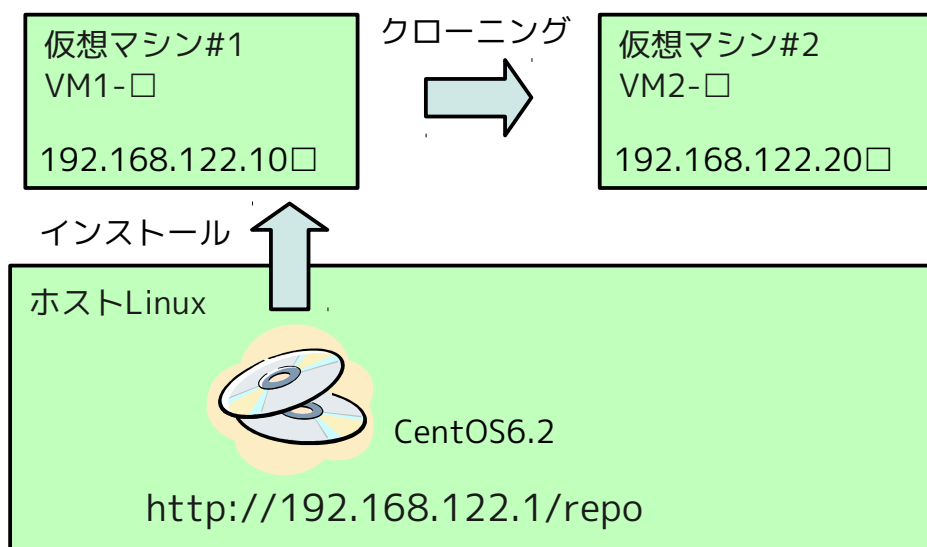 仮想マシン#1
VM1-□
192.168.122.10□
クローニング
仮想マシン#2
VM2-□
192.168.122.20□
インストール
ホストLinux
CentOS6.2
http://192.168.122.1/repo